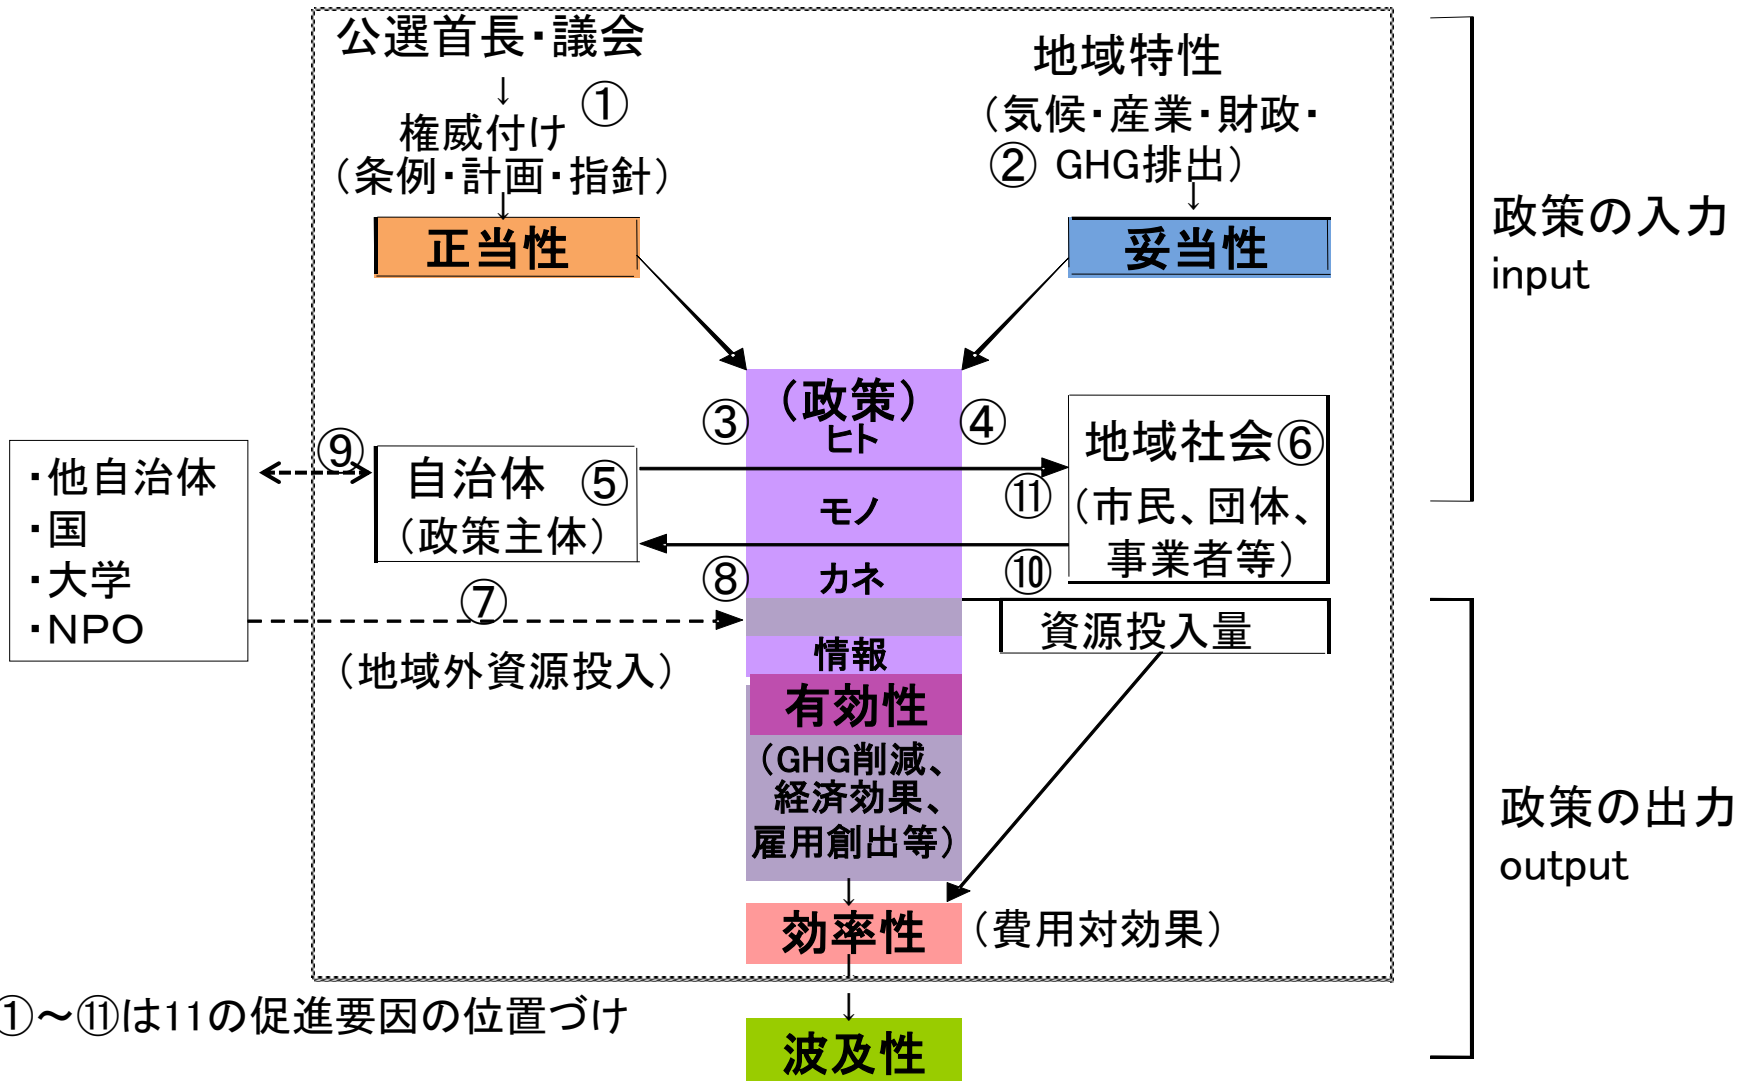 公選首長・議会
↓
①
権威付け
(条例・計画・指針)
↓
正当性
地域特性
(気候・産業・財政・
② GHG排出)
↓
妥当性
政策の入力
input
(政策)
③
④
ヒト
モノ
カネ
情報
・他自治体
・国
・大学
・NPO
⑨
自治体 ⑤
(政策主体)
地域社会⑥
(市民、団体、
事業者等)
⑪
⑩
⑧
⑦
(地域外資源投入)
資源投入量
有効性
(GHG削減、
経済効果、
雇用創出等)
↓
効率性
(費用対効果)
↓
波及性
政策の出力
output
①～⑪は11の促進要因の位置づけ